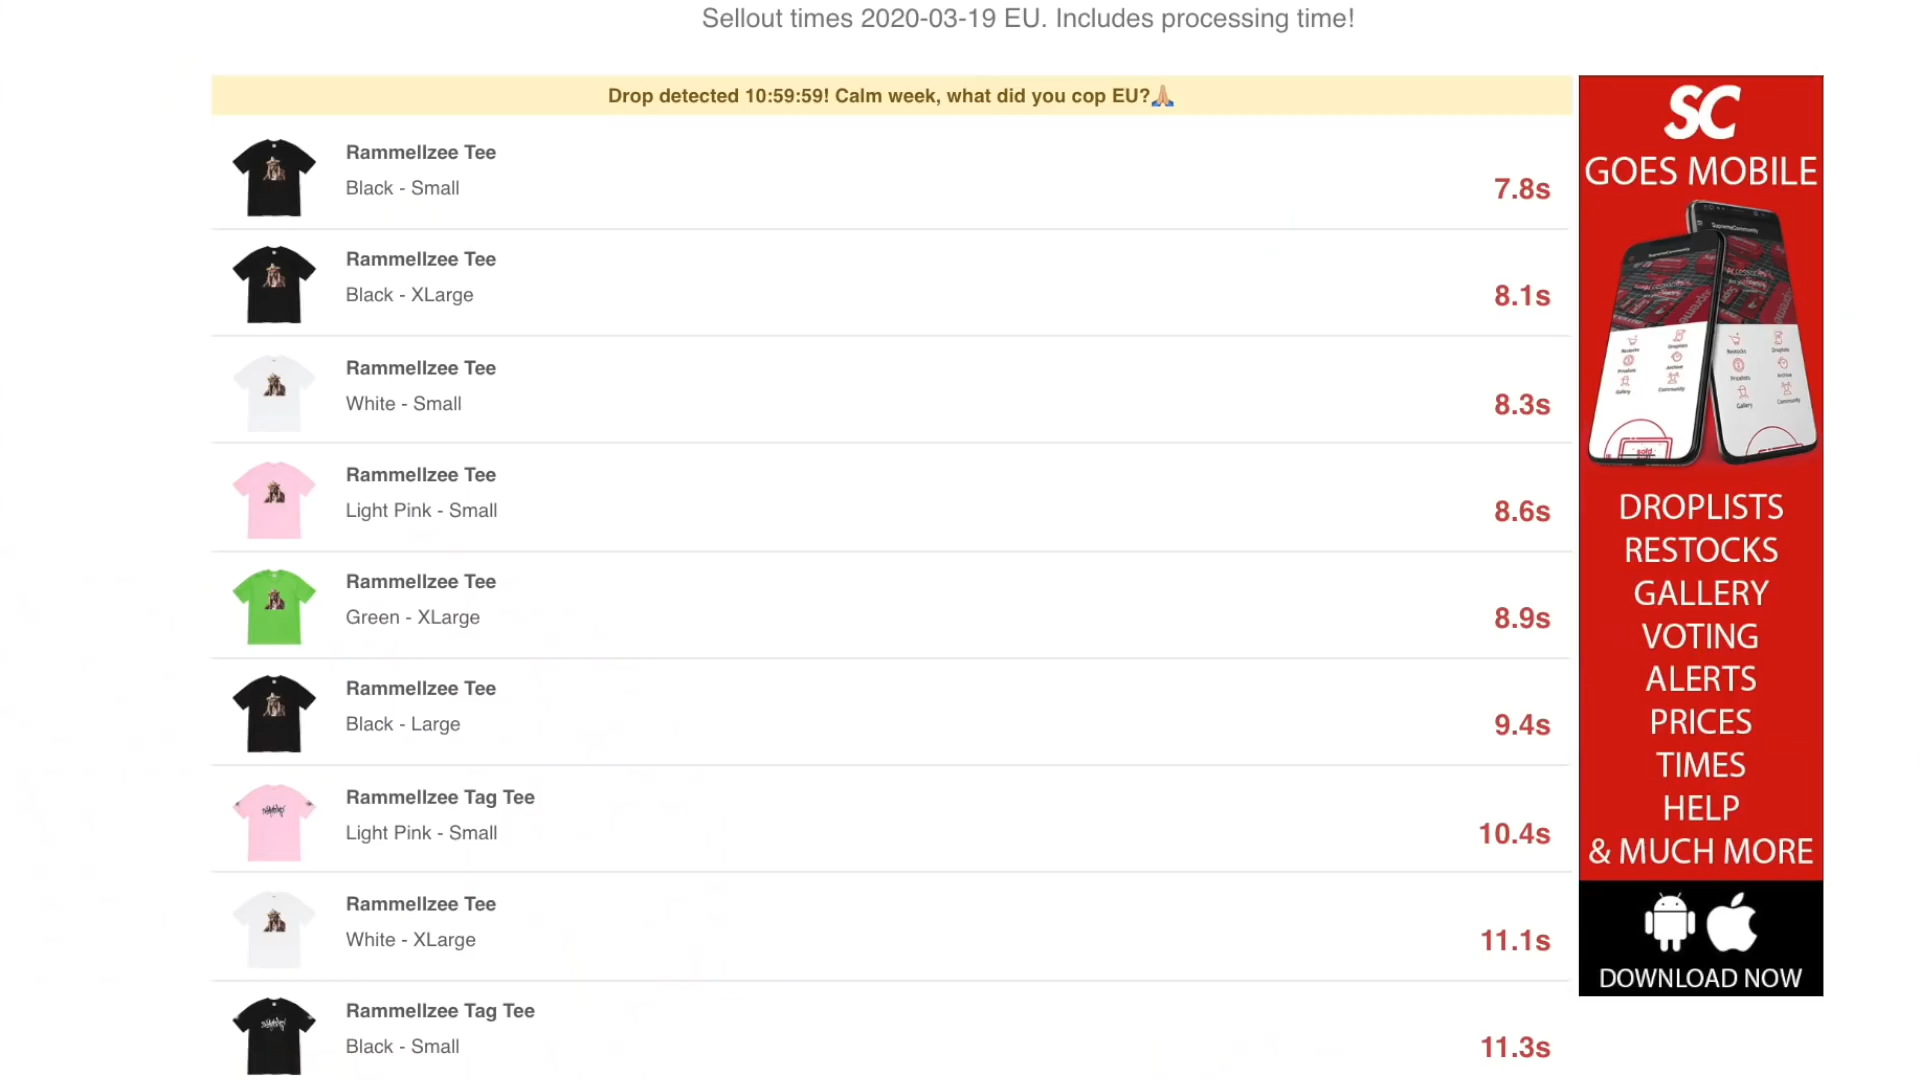 Sellout times 2020-03-19 EU. Includes processing time!
Drop detected 10:59:59! Calm week, what did you cop EU?🙏
Rammellzee Tee
Black - Small
7.8s
Rammellzee Tee
Black - XLarge
8.1s
Rammellzee Tee
White - Small
8.3s
Rammellzee Tee
Light Pink - Small
8.6s
Rammellzee Tee
Green - XLarge
8.9s
Rammellzee Tee
Black - Large
9.4s
Rammellzee Tag Tee
Light Pink - Small
10.4s
Rammellzee Tee
White - XLarge
11.1s
Rammellzee Tag Tee
Black - Small
11.3s
SC
GOES MOBILE
DROPLISTS
RESTOCKS
GALLERY
VOTING
ALERTS
PRICES
TIMES
HELP
& MUCH MORE
DOWNLOAD NOW